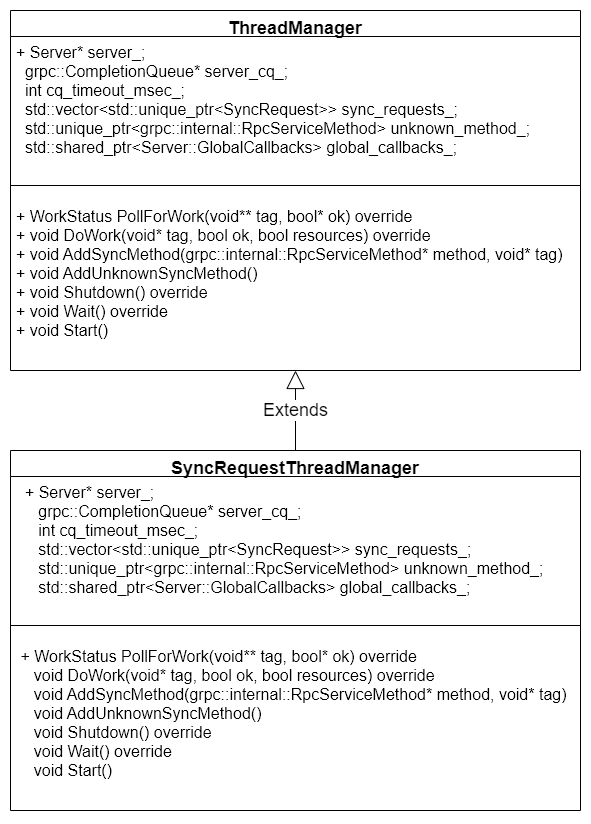 ThreadManager
+ Server* server_;
grpc::CompletionQueue* server_cq_;
int cq_timeout_msec_;
std::vector<std::unique_ptr<SyncRequest>> sync_requests_;
std::unique_ptr<grpc::internal::RpcServiceMethod> unknown_method_;
std::shared_ptr<Server::GlobalCallbacks> global_callbacks_;
+ WorkStatus PollForWork(void** tag, bool* ok) override
+ void DoWork(void* tag, bool ok, bool resources) override
+ void AddSyncMethod(grpc::internal::RpcServiceMethod* method, void* tag)
+ void AddUnknownSyncMethod()
+ void Shutdown() override
+ void Wait() override
+ void Start()
Extends
SyncRequestThreadManager
+ Server* server_;
grpc::CompletionQueue* server_cq_;
int cq_timeout_msec_;
std::vector<std::unique_ptr<SyncRequest>> sync_requests_;
std::unique_ptr<grpc::internal::RpcServiceMethod> unknown_method_;
std::shared_ptr<Server::GlobalCallbacks> global_callbacks_;
+ WorkStatus PollForWork(void** tag, bool* ok) override
void DoWork(void* tag, bool ok, bool resources) override
void AddSyncMethod(grpc::internal::RpcServiceMethod* method, void* tag)
void AddUnknownSyncMethod()
void Shutdown() override
void Wait() override
void Start()